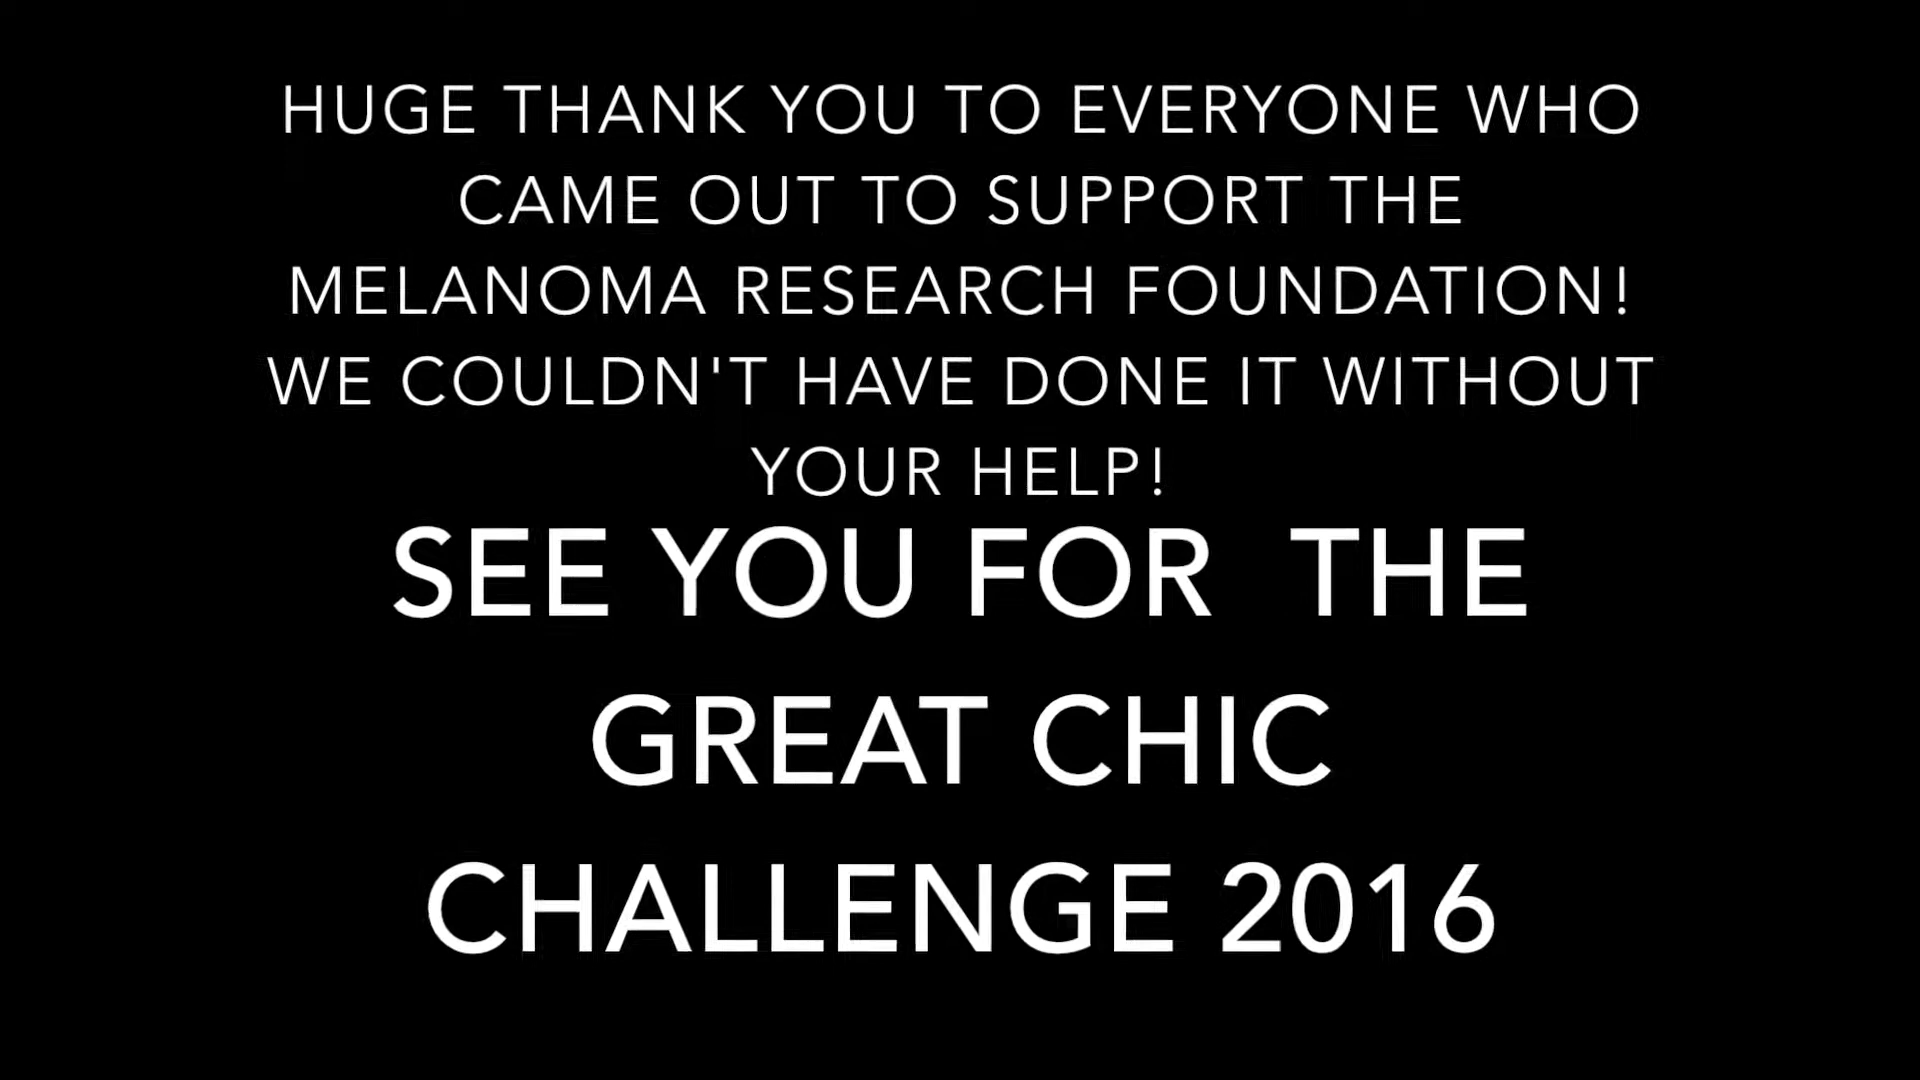 HUGE THANK YOU TO EVERYONE WHO
CAME OUT TO SUPPORT THE
MELANOMA RESEARCH FOUNDATION!
WE COULDN'T HAVE DONE IT WITHOUT
YOUR HELP!
SEE YOU FOR  THE
GREAT CHIC
CHALLENGE 2016